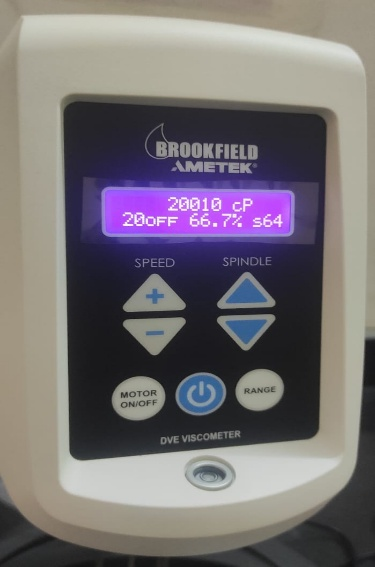 BROOKFIELD
AMETEK®
20010 cP
20OFF 66.7% s64
SPEED
SPINDLE
+
−
MOTOR
ON/OFF
RANGE
DVE VISCOMETER